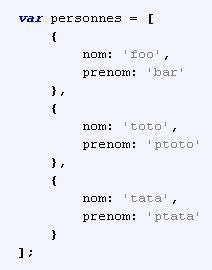 var personnes = [
    {
        nom: 'foo',
        prenom: 'bar'
    },
    {
        nom: 'toto',
        prenom: 'ptoto'
    },
    {
        nom: 'tata',
        prenom: 'ptata'
    }
];